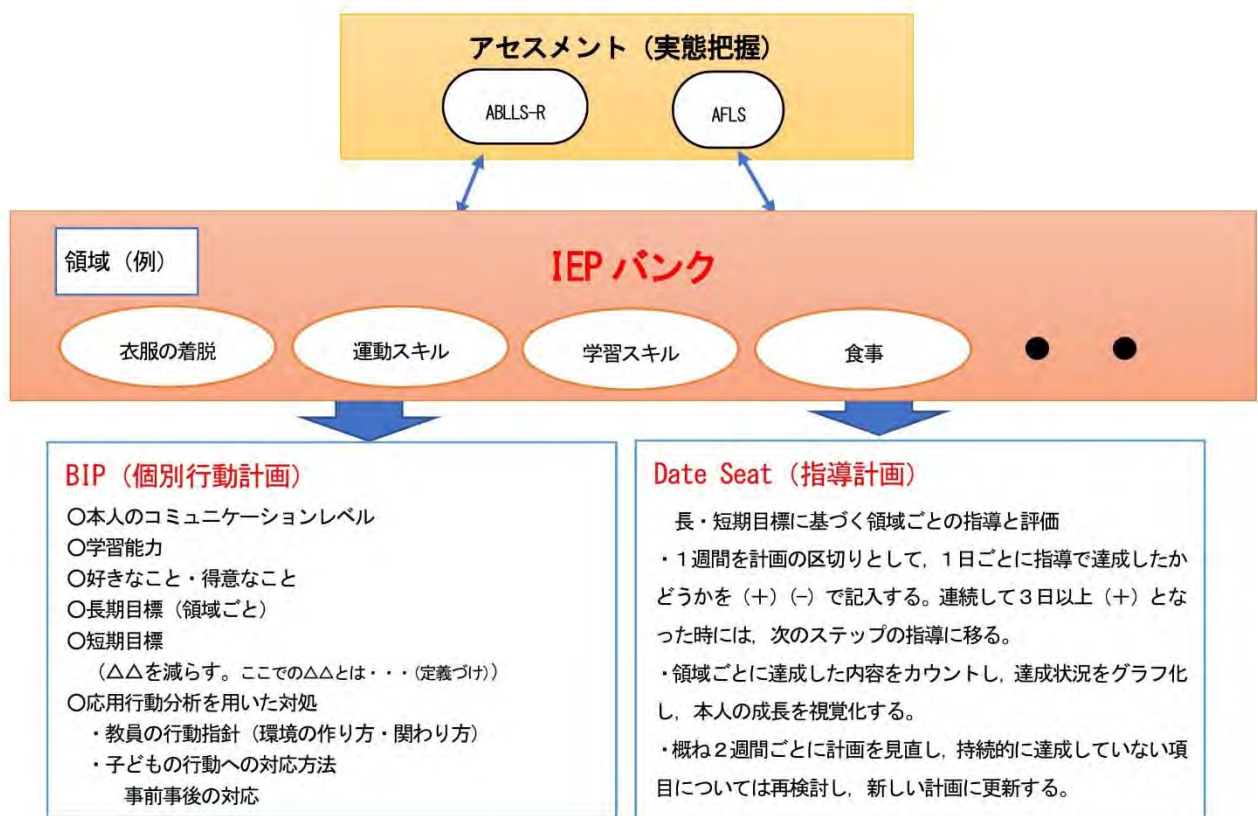 アセスメント（実態把握）
ABLLS-R
AFLS
領域（例）
IEP バンク
衣服の着脱
運動スキル
学習スキル
食事
BIP（個別行動計画）
〇本人のコミュニケーションレベル
〇学習能力
〇好きなこと・得意なこと
〇長期目標（領域ごと）
〇短期目標
（△△を減らす。ここでの△△とは・・・（定義づけ））
〇応用行動分析を用いた対処
・教員の行動指針（環境の作り方・関わり方）
・子どもの行動への対応方法
事前事後の対応
Date Seat（指導計画）
長・短期目標に基づく領域ごとの指導と評価
・１週間を計画の区切りとして，１日ごとに指導で達成したか
どうかを（＋）（−）で記入する。連続して３日以上（＋）とな
った時には，次のステップの指導に移る。
・領域ごとに達成した内容をカウントし，達成状況をグラフ化
し，本人の成長を視覚化する。
・概ね２週間ごとに計画を見直し，持続的に達成していない項
目については再検討し，新しい計画に更新する。